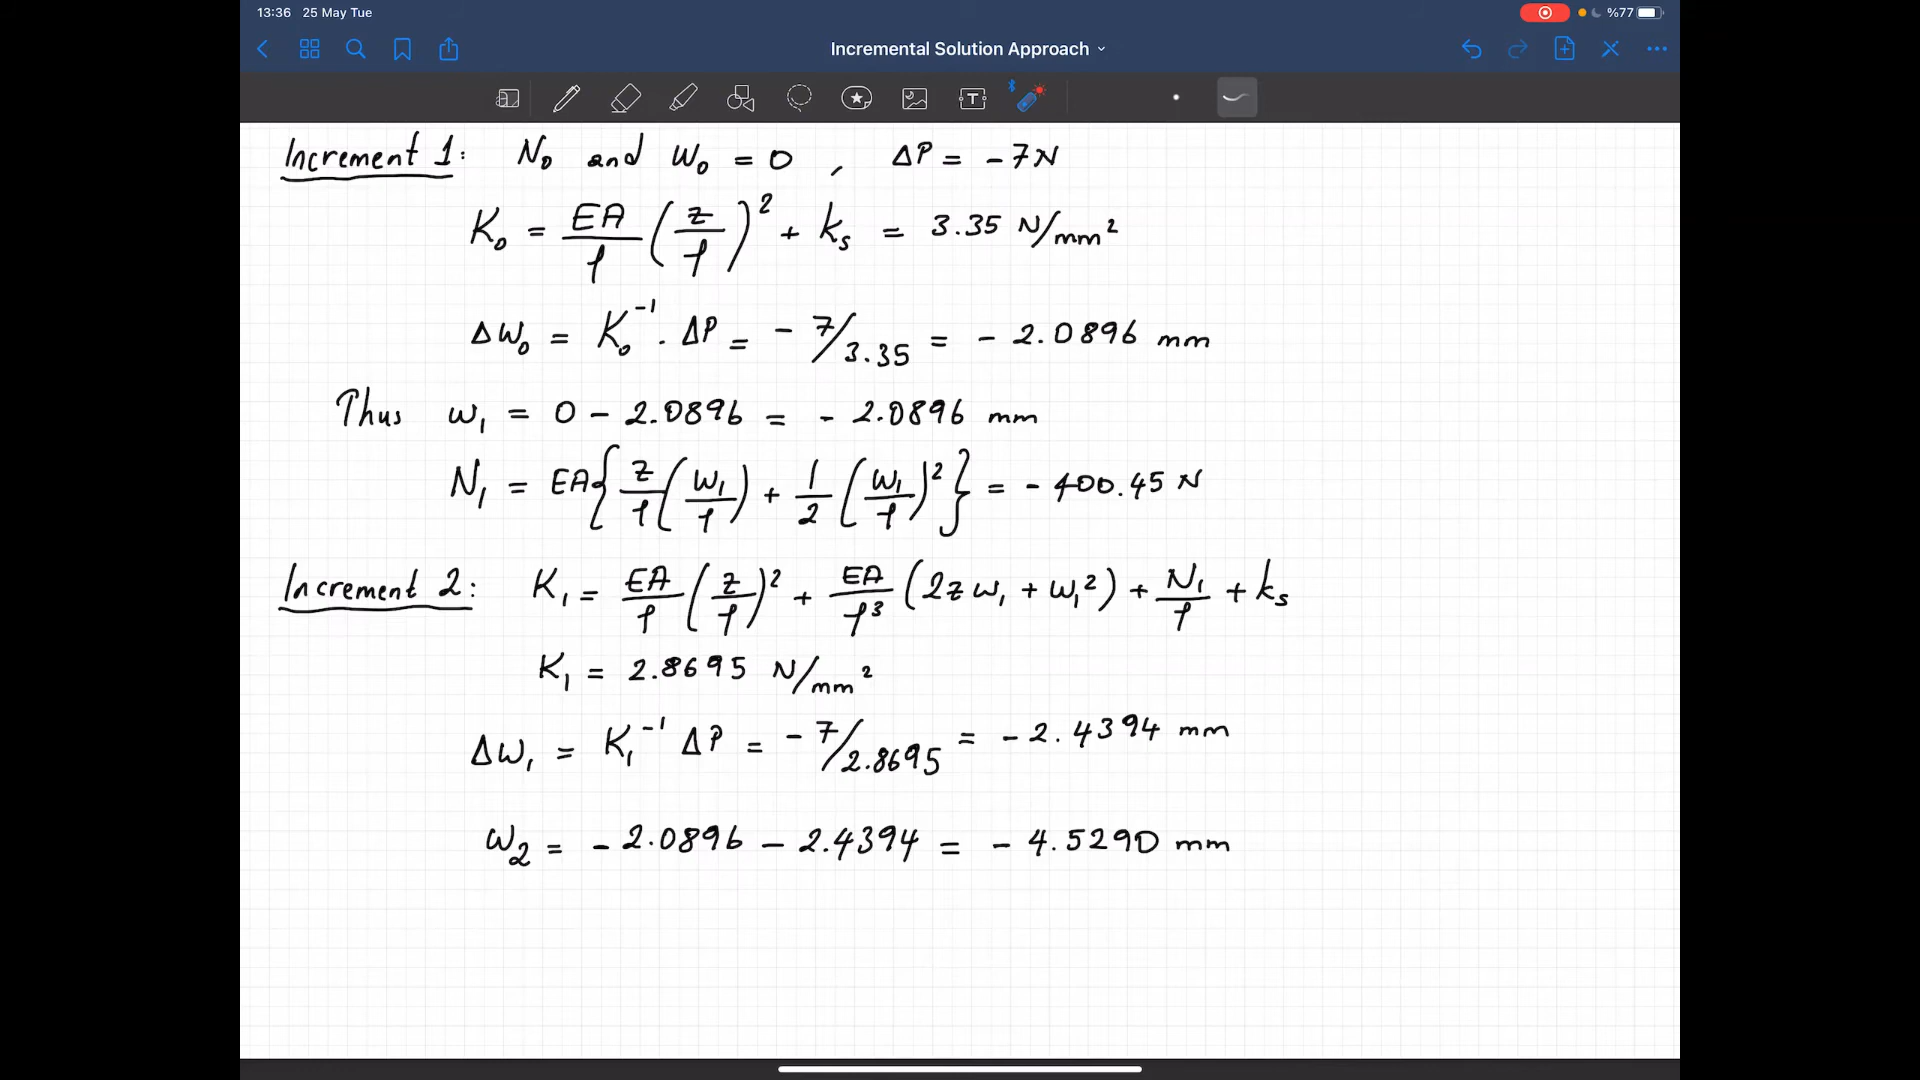 13:36 25 May Tue %77
Incremental Solution Approach
Increment 1: N₀ and W₀ = 0 , ΔP = -7N
K₀ = EA/l (z/l)² + kₛ = 3.35 N/mm²
Δw₀ = K₀⁻¹ . ΔP = -7/3.35 = -2.0896 mm
Thus w₁ = 0 - 2.0896 = -2.0896 mm
N₁ = EA{z/l (w₁/l) + 1/2 (w₁/l)²} = -400.45 N
Increment 2: K₁ = EA/l (z/l)² + EA/l³ (2zw₁ + w₁²) + N₁/l + kₛ
K₁ = 2.8695 N/mm²
Δw₁ = K₁⁻¹ ΔP = -7/2.8695 = -2.4394 mm
w₂ = -2.0896 - 2.4394 = -4.5290 mm